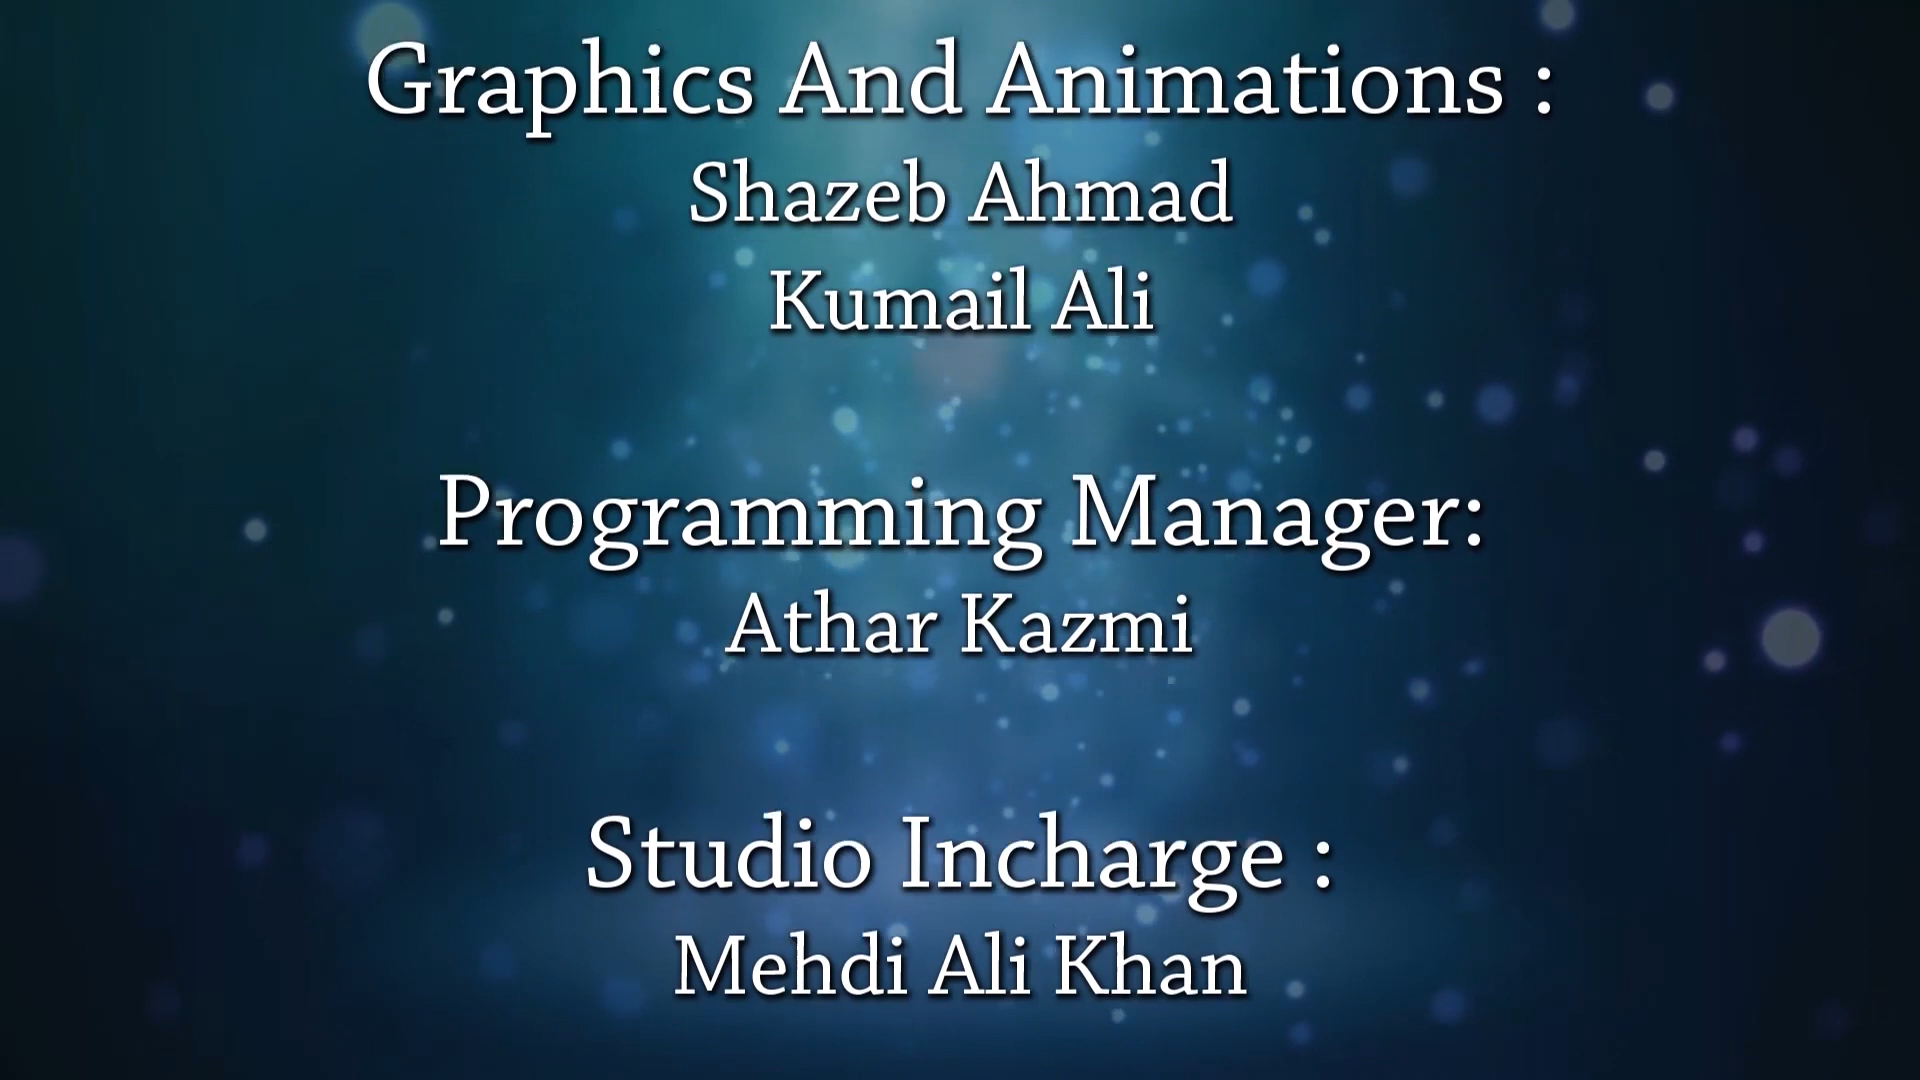 Graphics And Animations :
Shazeb Ahmad
Kumail Ali
Programming Manager:
Athar Kazmi
Studio Incharge :
Mehdi Ali Khan